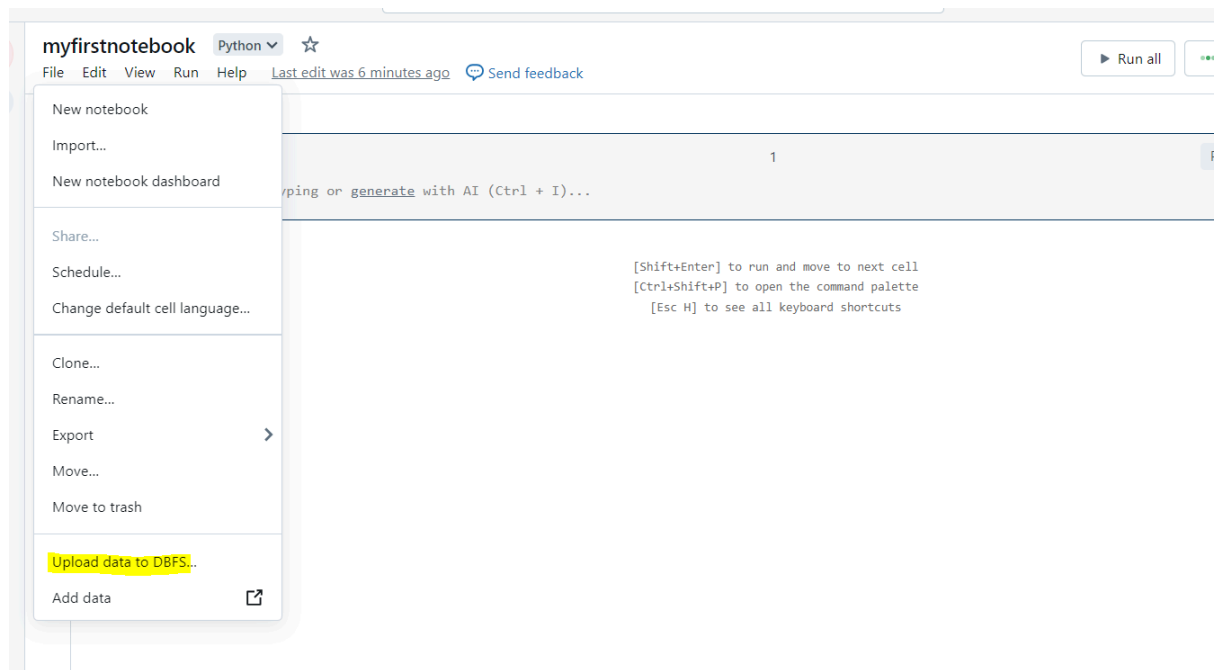 myfirstnotebook Python
File Edit View Run Help Last edit was 6 minutes ago Send feedback
Run all
New notebook
Import...
New notebook dashboard
Share...
Schedule...
Change default cell language...
Clone...
Rename...
Export
Move...
Move to trash
Upload data to DBFS...
Add data
1
or generate with AI (Ctrl + I)...
[Shift+Enter] to run and move to next cell
[Ctrl+Shift+P] to open the command palette
[Esc H] to see all keyboard shortcuts